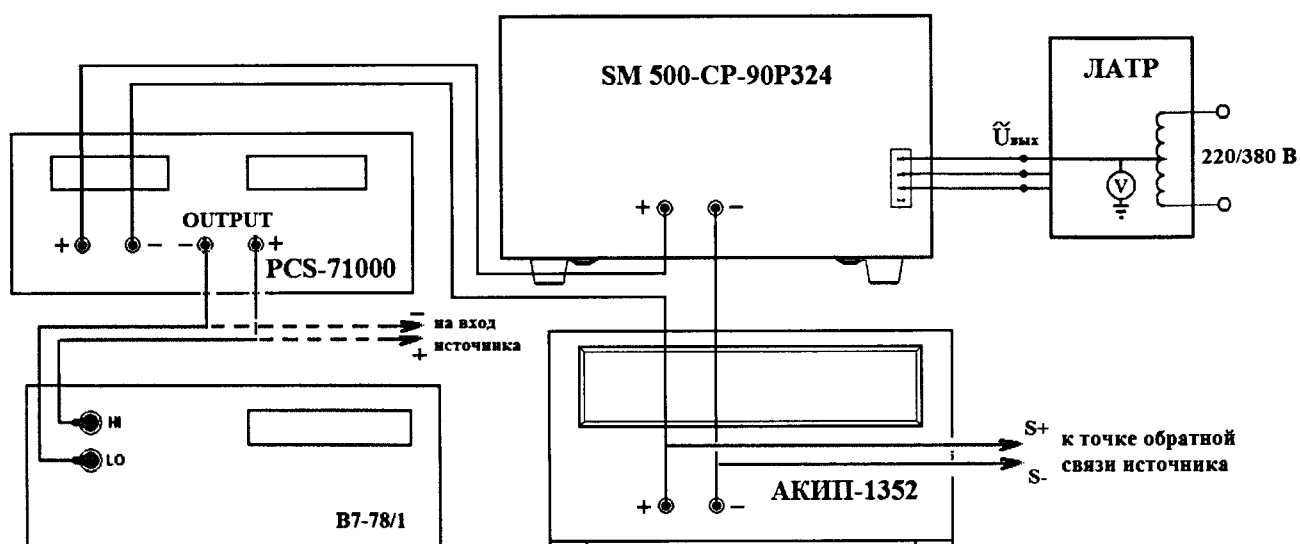 SM 500-CP-90P324
ЛАТР
Ũвых
220/380 В
V
+ −
OUTPUT
+ − − +
PCS-71000
− на вход
+ источника
HI
LO
В7-78/1
S+ к точке обратной
S- связи источника
АКИП-1352
+ −